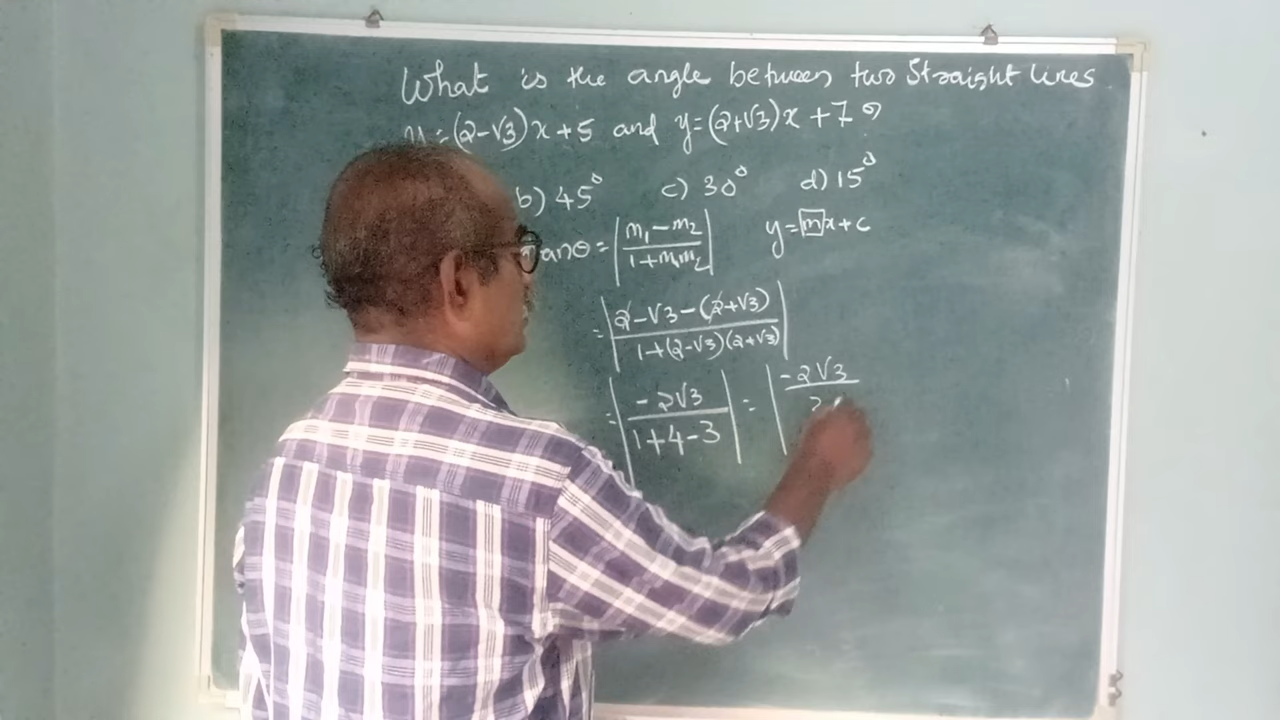 What is the angle between two straight lines
y=(2-√3)x+5 and y=(2+√3)x+7?
b) 45° c) 30° d) 15°
tanθ = |m₁-m₂ / 1+m₁m₂| y=mx+c
= |2-√3-(2+√3) / 1+(2-√3)(2+√3)|
= |-2√3 / 1+4-3| = |-2√3 /